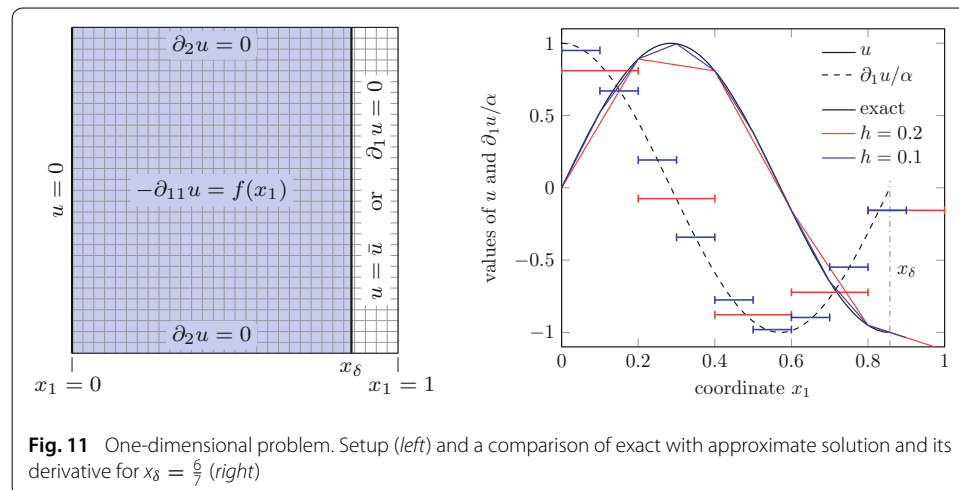 ∂₂u = 0
u = 0
−∂₁₁u = f(x₁)
u = ū or ∂₁u = 0
∂₂u = 0
x₁ = 0
x_δ
x₁ = 1
values of u and ∂₁u/α
1
0.5
0
−0.5
−1
0
0.2
0.4
0.6
0.8
1
coordinate x₁
u
∂₁u/α
exact
h = 0.2
h = 0.1
x_δ
Fig. 11 One-dimensional problem. Setup (left) and a comparison of exact with approximate solution and its
derivative for x_δ = 6/7 (right)